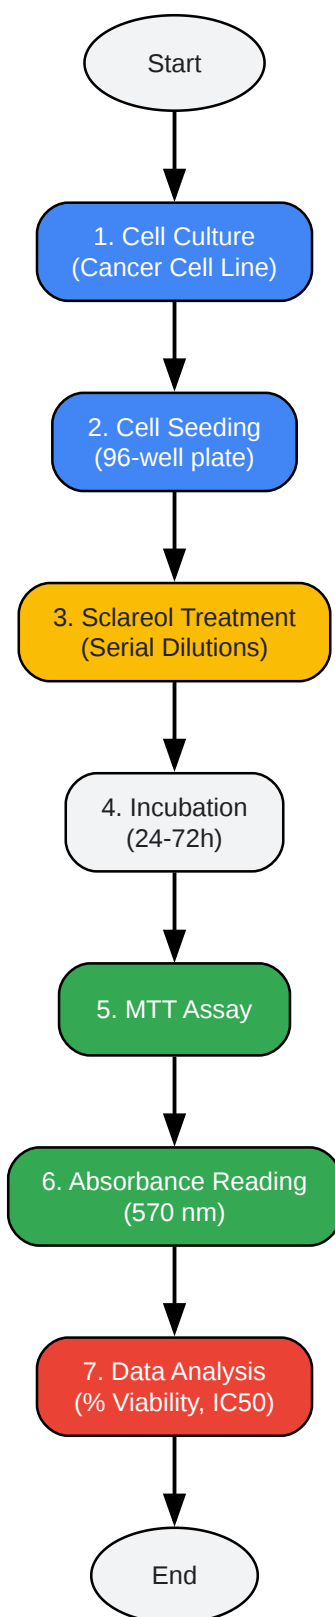 Start
1. Cell Culture
(Cancer Cell Line)
2. Cell Seeding
(96-well plate)
3. Sclareol Treatment
(Serial Dilutions)
4. Incubation
(24-72h)
5. MTT Assay
6. Absorbance Reading
(570 nm)
7. Data Analysis
(% Viability, IC50)
End